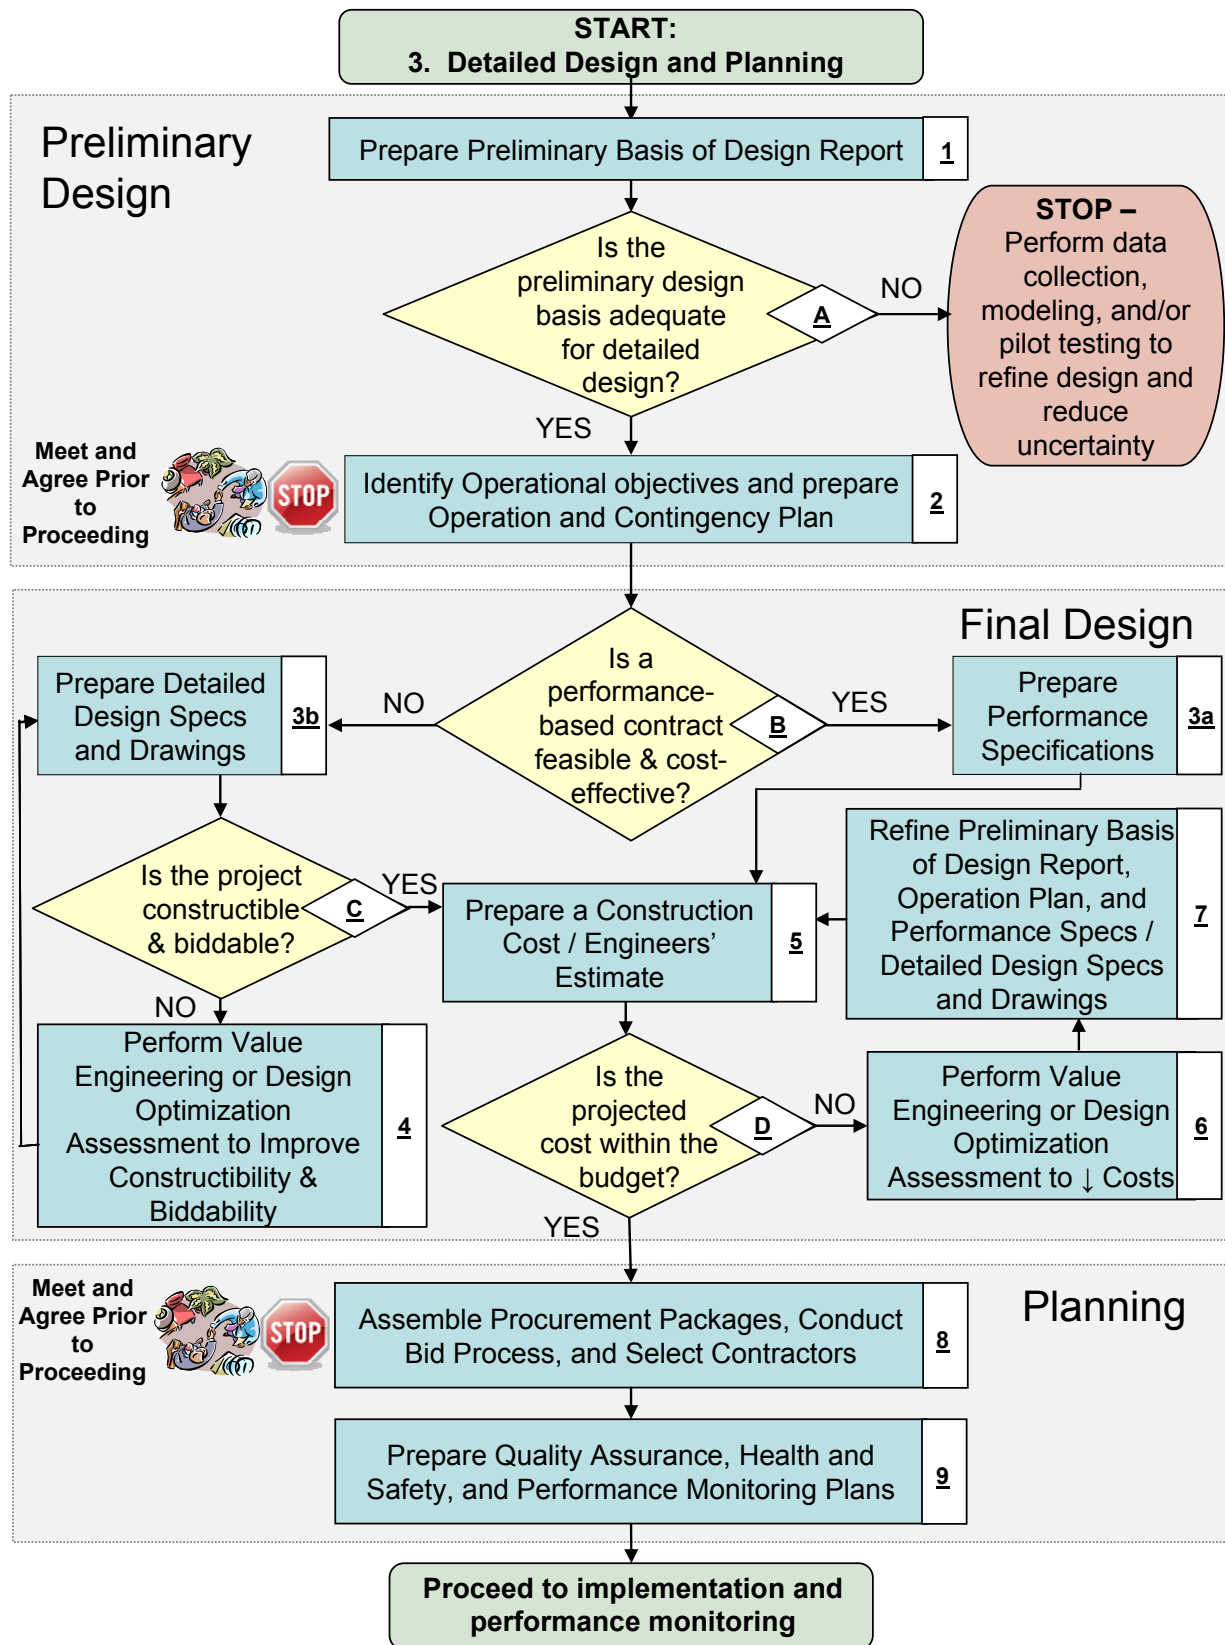 START:
3. Detailed Design and Planning
Preliminary
Design
Prepare Preliminary Basis of Design Report
1
Is the
preliminary design
basis adequate
for detailed
design?
A
NO
STOP –
Perform data
collection,
modeling, and/or
pilot testing to
refine design and
reduce
uncertainty
YES
Meet and
Agree Prior
to
Proceeding
STOP
Identify Operational objectives and prepare
Operation and Contingency Plan
2
Final Design
Is a
performance-
based contract
feasible & cost-
effective?
B
NO
YES
Prepare Detailed
Design Specs
and Drawings
3b
Prepare
Performance
Specifications
3a
Is the project
constructible
& biddable?
C
YES
NO
Prepare a Construction
Cost / Engineers’
Estimate
5
Refine Preliminary Basis
of Design Report,
Operation Plan, and
Performance Specs /
Detailed Design Specs
and Drawings
7
Perform Value
Engineering or Design
Optimization
Assessment to Improve
Constructibility &
Biddability
4
Is the
projected
cost within the
budget?
D
NO
YES
Perform Value
Engineering or Design
Optimization
Assessment to ↓ Costs
6
Planning
Meet and
Agree Prior
to
Proceeding
STOP
Assemble Procurement Packages, Conduct
Bid Process, and Select Contractors
8
Prepare Quality Assurance, Health and
Safety, and Performance Monitoring Plans
9
Proceed to implementation and
performance monitoring